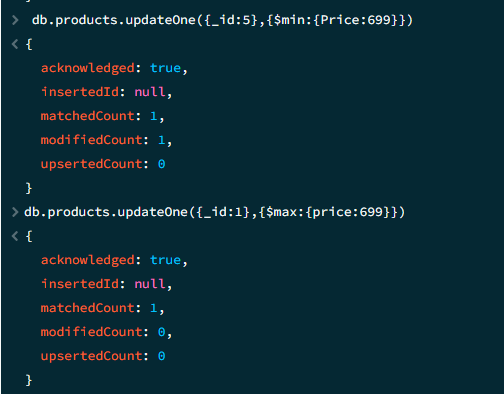 > db.products.updateOne({_id:5},{$min:{Price:699}})
< {
acknowledged: true,
insertedId: null,
matchedCount: 1,
modifiedCount: 1,
upsertedCount: 0
}
> db.products.updateOne({_id:1},{$max:{price:699}})
< {
acknowledged: true,
insertedId: null,
matchedCount: 1,
modifiedCount: 0,
upsertedCount: 0
}